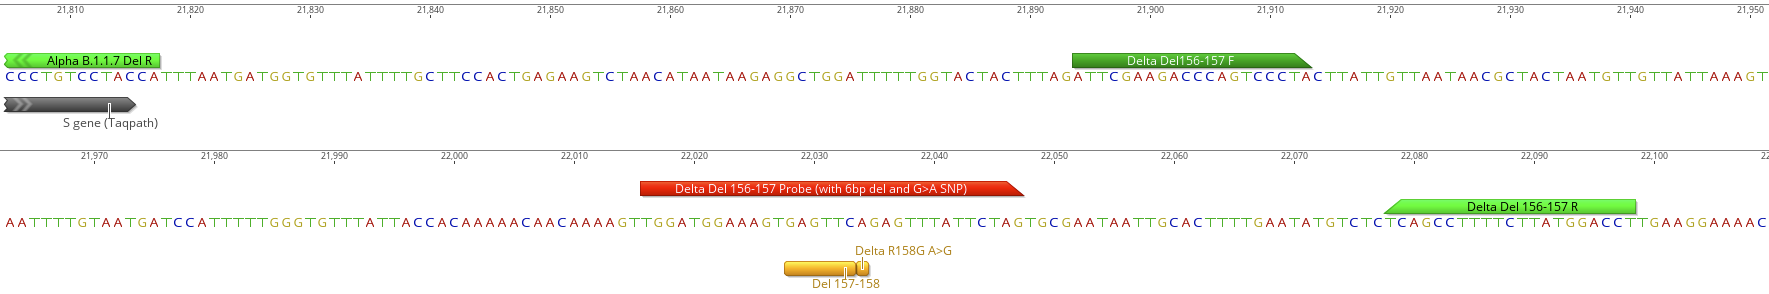 21,810 21,820 21,830 21,840 21,850 21,860 21,870 21,880 21,890 21,900 21,910 21,920 21,930 21,940 21,950
Alpha B.1.1.7 Del R Delta Del156-157 F
CCCTGTCCTACCATTTAATGATGGTGTTTATTTTGCTTCCACTGAGAAGTCTAACATAATAAGAGGCTGGATTTTTGGTACTACTTTAGATTCGAAGACCCAGTCCCTACTTATTGTTAATAACGCTACTAATGTTGTTATTAAAGT
S gene (Taqpath)
21,970 21,980 21,990 22,000 22,010 22,020 22,030 22,040 22,050 22,060 22,070 22,080 22,090 22,100
Delta Del 156-157 Probe (with 6bp del and G>A SNP)
Delta Del 156-157 R
AATTTTGTAATGATCCATTTTTGGGTGTTTATTACCACAAAAACAACAAAAGTTGGATGGAAAGTGAGTTCAGAGTTTATTCTAGTGCGAATAATTGCACTTTTGAATATGTCTCTCAGCCTTTTCTTATGGACCTTGAAGGAAAAC
Delta R158G A>G
Del 157-158